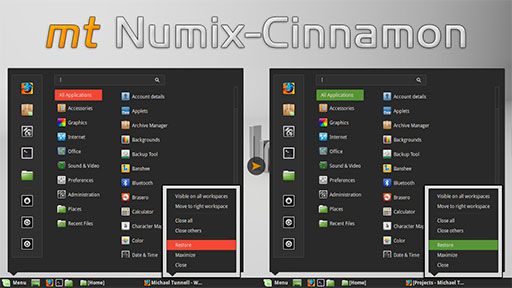 mt Numix-Cinnamon
All Applications
Accessories
Graphics
Internet
Office
Sound & Video
Preferences
Administration
Places
Recent Files
Account details
Applets
Archive Manager
Backgrounds
Backup Tool
Banshee
Bluetooth
Brasero
Calculator
Character Map
Color
Date & Time
Visible on all workspaces
Move to right workspace
Close all
Close others
Restore
Maximize
Close
Menu
[Home]
Michael Tunnell - W...
All Applications
Accessories
Graphics
Internet
Office
Sound & Video
Preferences
Administration
Places
Recent Files
Account details
Applets
Archive Manager
Backgrounds
Backup Tool
Banshee
Bluetooth
Brasero
Calculator
Character Ma
Color
Date & Time
Visible on all workspaces
Move to right workspace
Close all
Close others
Restore
Maximize
Close
Menu
[Home]
[Projects - Michael T...